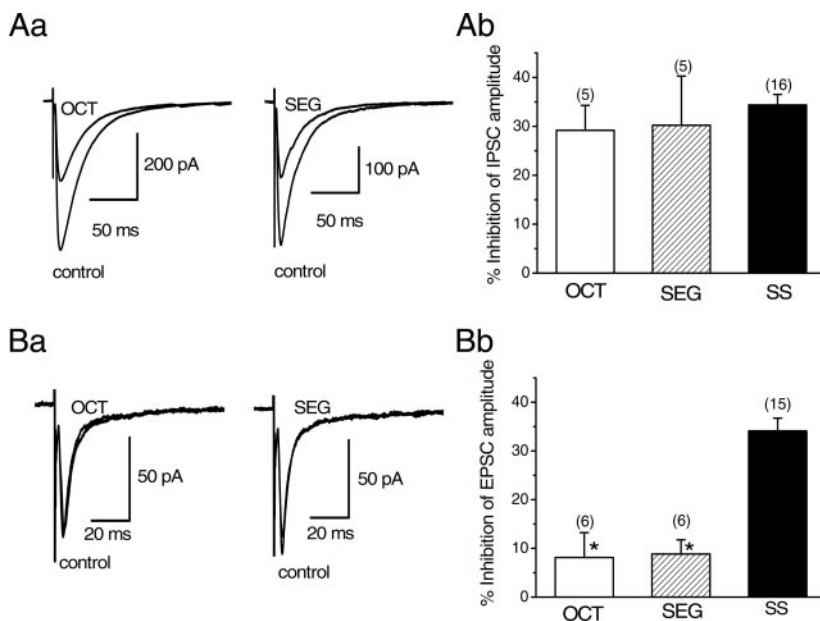 Aa
OCT
200 pA
50 ms
control
SEG
100 pA
50 ms
control
Ab
% Inhibition of IPSC amplitude
40
30
20
10
0
(5)
(5)
(16)
OCT
SEG
SS
Ba
OCT
50 pA
20 ms
control
SEG
50 pA
20 ms
control
Bb
% Inhibition of EPSC amplitude
40
30
20
10
0
(6)
*
(6)
*
(15)
OCT
SEG
SS